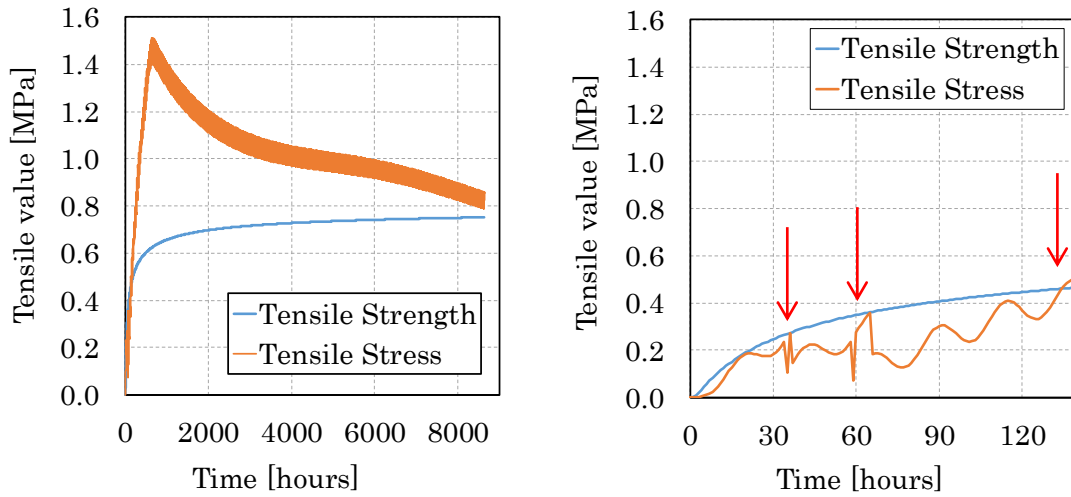 Tensile value [MPa]
1.6
1.4
1.2
1.0
0.8
0.6
0.4
0.2
0.0
0 2000 4000 6000 8000
Time [hours]
Tensile Strength
Tensile Stress
Tensile value [MPa]
1.6
1.4
1.2
1.0
0.8
0.6
0.4
0.2
0.0
0 30 60 90 120
Time [hours]
Tensile Strength
Tensile Stress